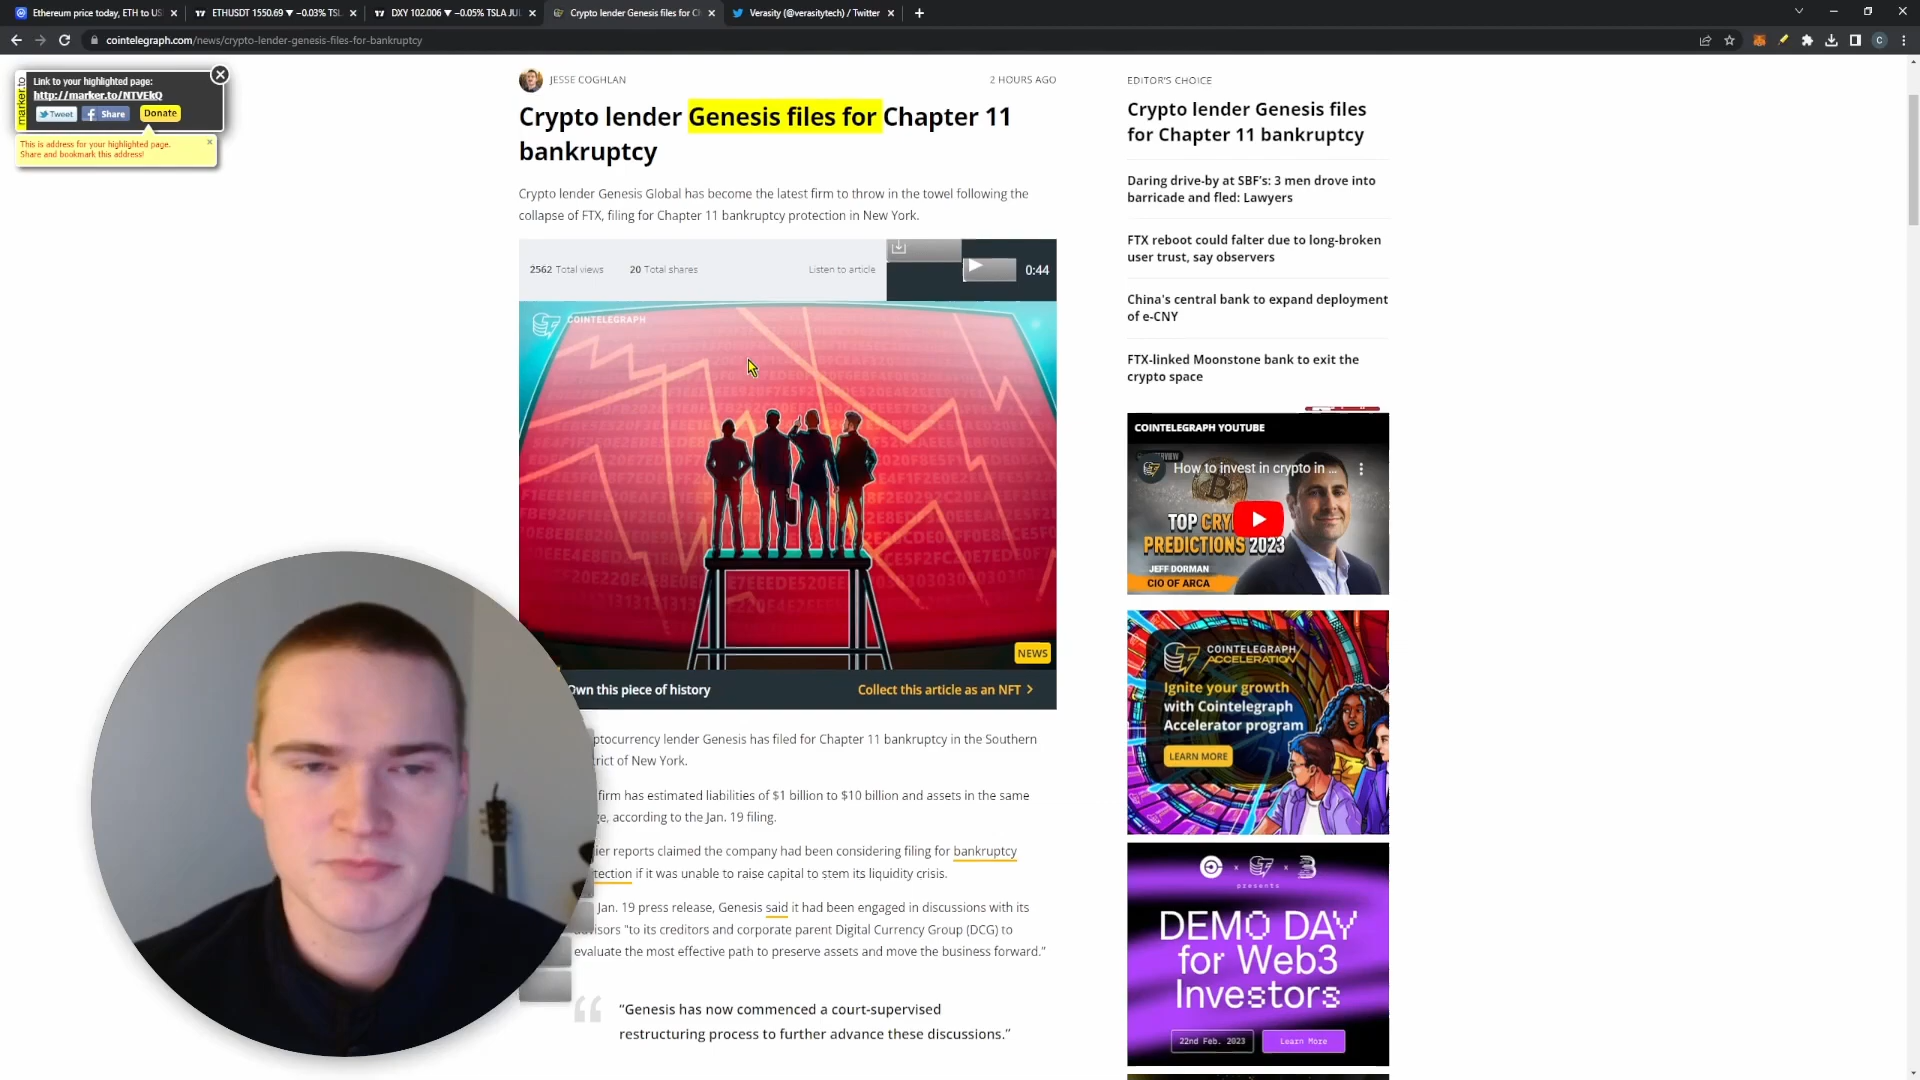 Ethereum price today, ETH to US
ETHUSDT 1550.69 ▼ −0.03% TSL
DXY 102.006 ▼ −0.05% TSLA JUL
Crypto lender Genesis files for Ch
Verasity (@verasitytech) / Twitter
cointelegraph.com/news/crypto-lender-genesis-files-for-bankruptcy
C
marker.to
Link to your highlighted page:
http://marker.to/NTVEkQ
Tweet
Share
Donate
This is address for your highlighted page.
Share and bookmark this address!
JESSE COGHLAN
2 HOURS AGO
Crypto lender Genesis files for Chapter 11
bankruptcy
Crypto lender Genesis Global has become the latest firm to throw in the towel following the
collapse of FTX, filing for Chapter 11 bankruptcy protection in New York.
2562 Total views
20 Total shares
Listen to article
0:44
COINTELEGRAPH
NEWS
Own this piece of history
Collect this article as an NFT
ptocurrency lender Genesis has filed for Chapter 11 bankruptcy in the Southern
trict of New York.
firm has estimated liabilities of $1 billion to $10 billion and assets in the same
ge, according to the Jan. 19 filing.
ier reports claimed the company had been considering filing for bankruptcy
tection if it was unable to raise capital to stem its liquidity crisis.
Jan. 19 press release, Genesis said it had been engaged in discussions with its
visors "to its creditors and corporate parent Digital Currency Group (DCG) to
evaluate the most effective path to preserve assets and move the business forward."
“Genesis has now commenced a court-supervised
restructuring process to further advance these discussions.”
EDITOR'S CHOICE
Crypto lender Genesis files
for Chapter 11 bankruptcy
Daring drive-by at SBF’s: 3 men drove into
barricade and fled: Lawyers
FTX reboot could falter due to long-broken
user trust, say observers
China's central bank to expand deployment
of e-CNY
FTX-linked Moonstone bank to exit the
crypto space
COINTELEGRAPH YOUTUBE
How to invest in crypto in ...
TOP CRY
PREDICTIONS 2023
JEFF DORMAN
CIO OF ARCA
COINTELEGRAPH
ACCELERATION
Ignite your growth
with Cointelegraph
Accelerator program
LEARN MORE
presents
DEMO DAY
for Web3
Investors
22nd Feb. 2023
Learn More